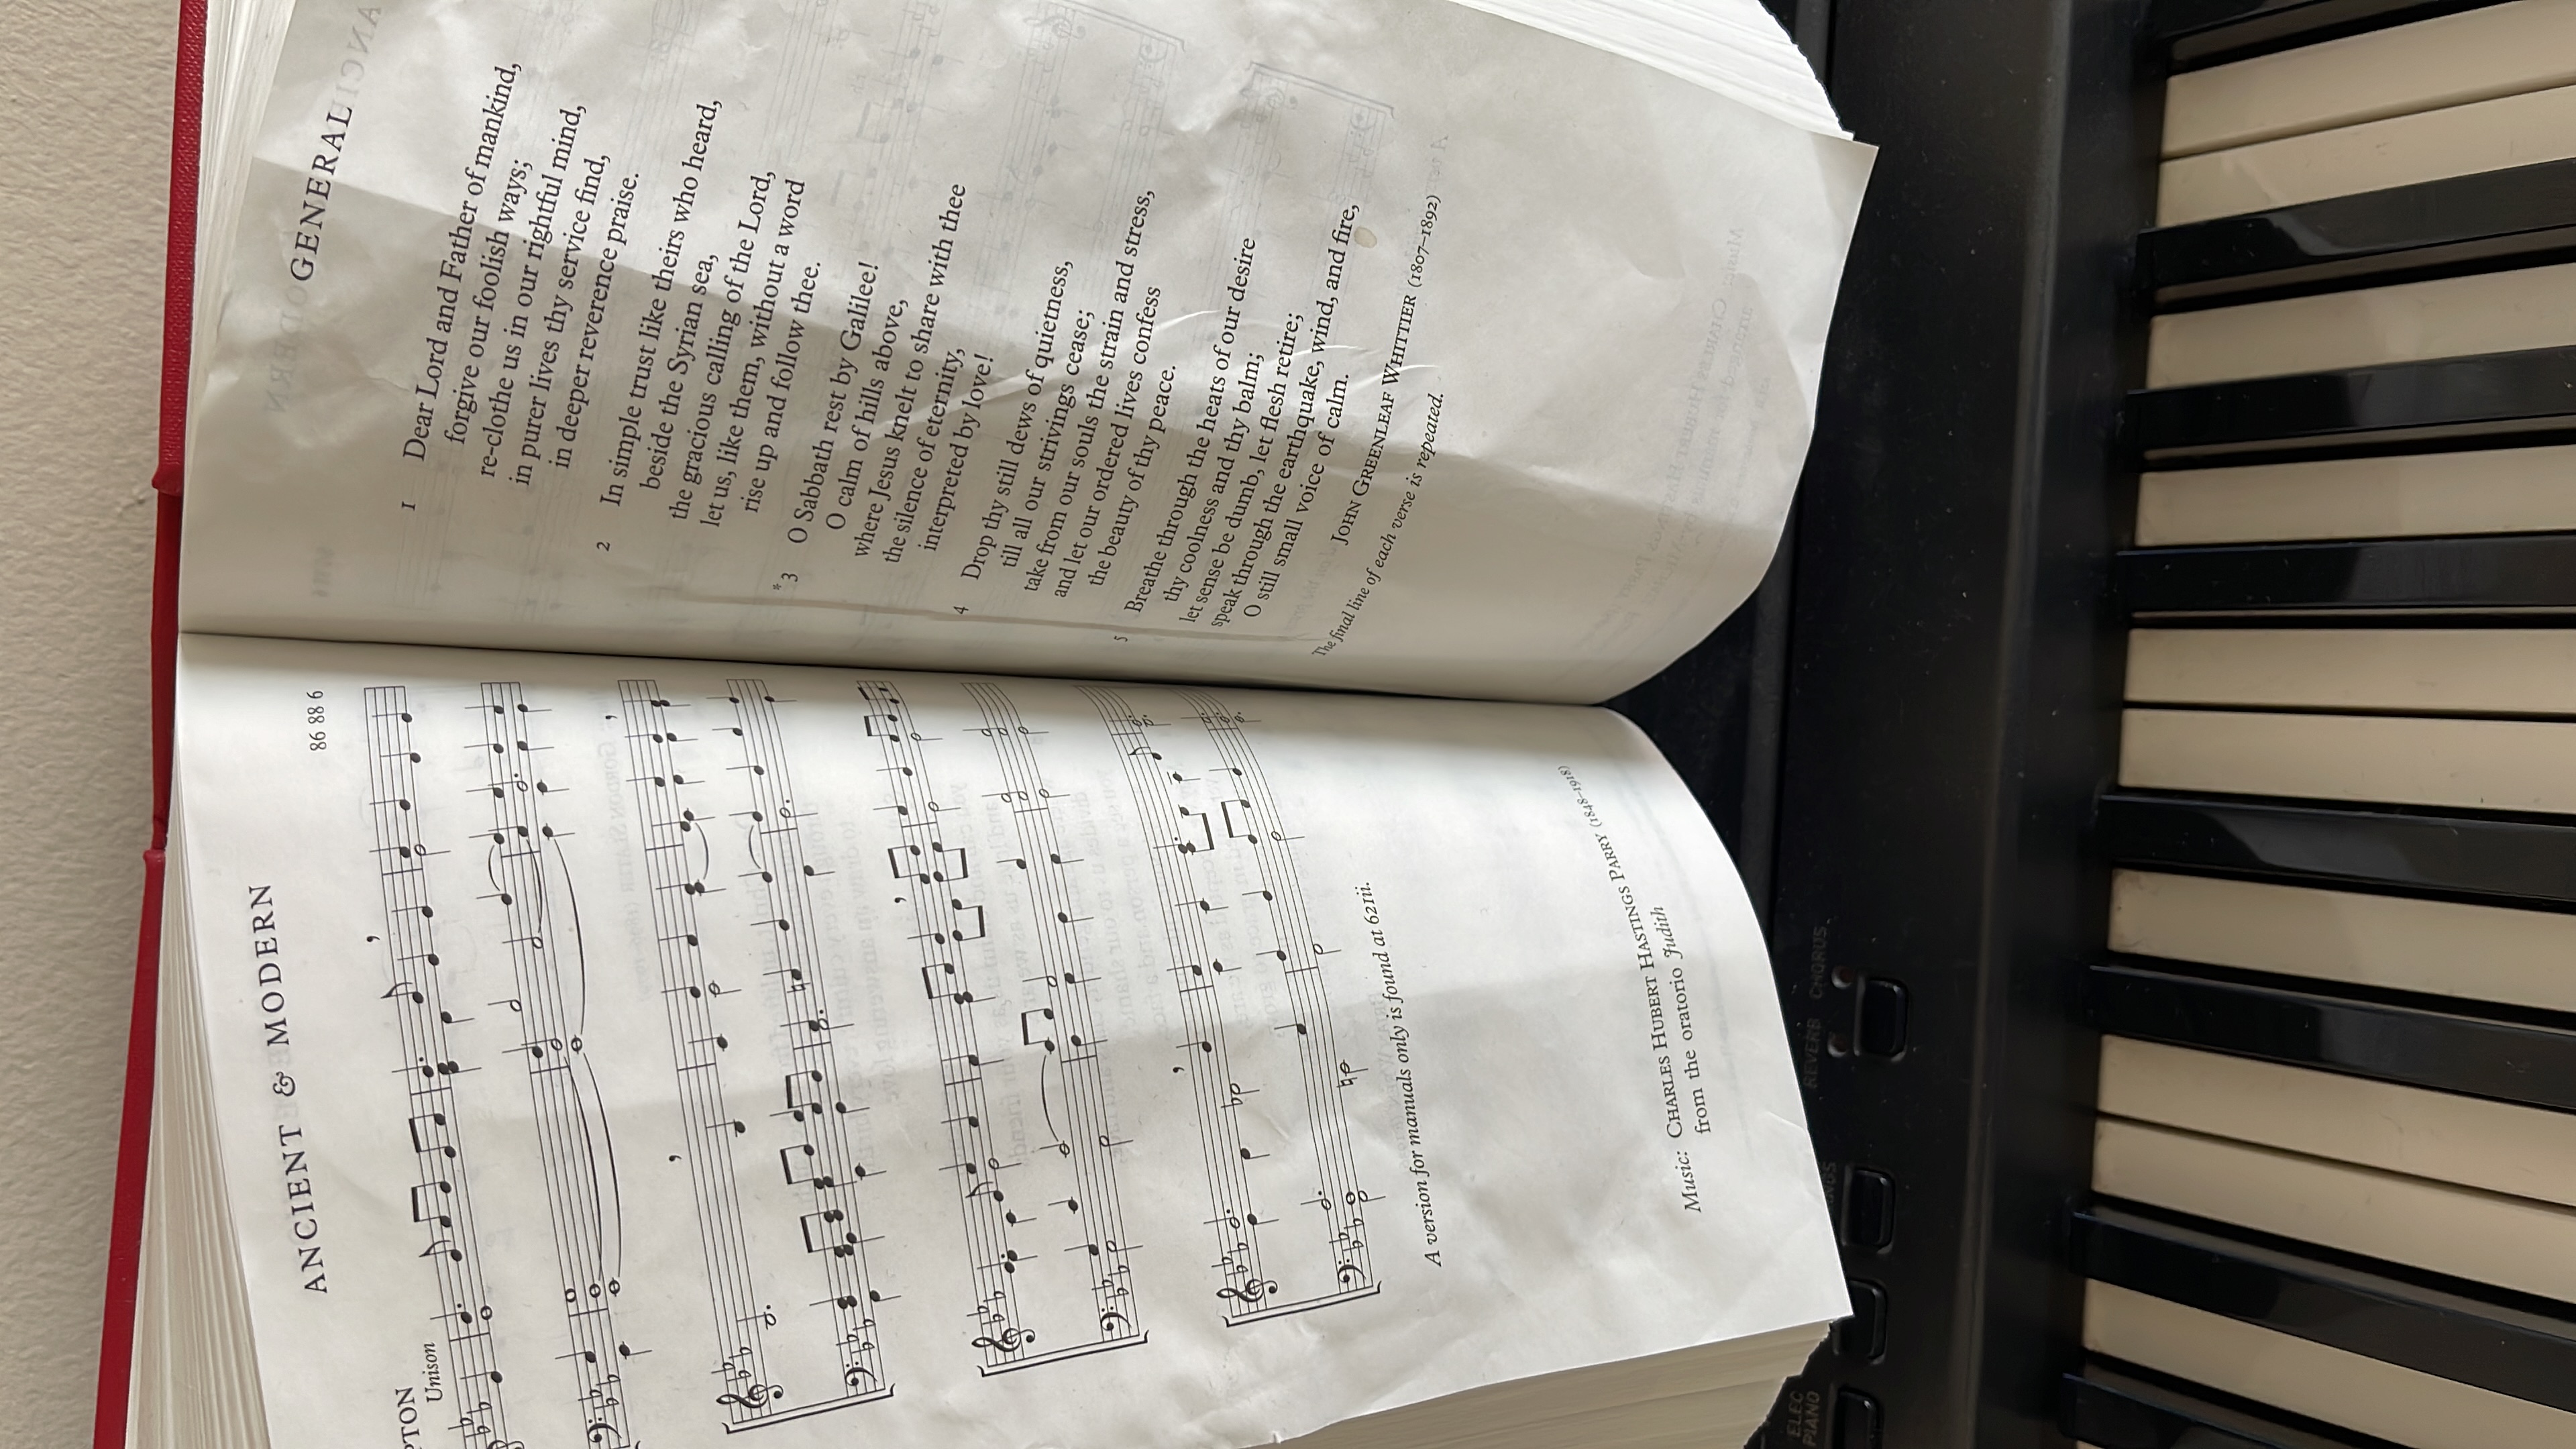 ANCIENT & MODERN
86 88 6
PTON
Unison
A version for manuals only is found at 621ii.
Music: CHARLES HUBERT HASTINGS PARRY (1848–1918)
from the oratorio Judith
GENERAL
1 Dear Lord and Father of mankind,
forgive our foolish ways;
re-clothe us in our rightful mind,
in purer lives thy service find,
in deeper reverence praise.
2 In simple trust like theirs who heard,
beside the Syrian sea,
the gracious calling of the Lord,
let us, like them, without a word
rise up and follow thee.
*3 O Sabbath rest by Galilee!
O calm of hills above,
where Jesus knelt to share with thee
the silence of eternity,
interpreted by love!
4 Drop thy still dews of quietness,
till all our strivings cease;
take from our souls the strain and stress,
and let our ordered lives confess
the beauty of thy peace.
5 Breathe through the heats of our desire
thy coolness and thy balm;
let sense be dumb, let flesh retire;
speak through the earthquake, wind, and fire,
O still small voice of calm.
JOHN GREENLEAF WHITTIER (1807–1892)
The final line of each verse is repeated.
ELEC
PIANO
REVERB CHORUS